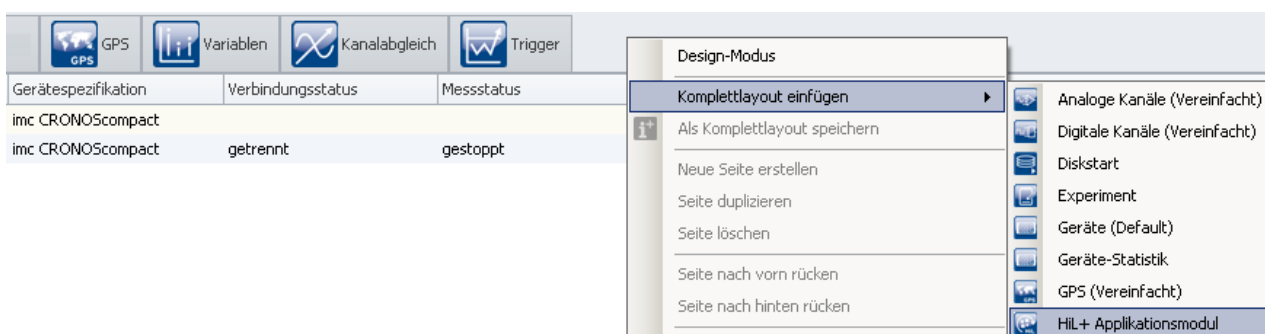 GPS
GPS
Variablen
Kanalabgleich
Trigger
Gerätespezifikation Verbindungsstatus Messstatus
imc CRONOScompact
imc CRONOScompact getrennt gestoppt
Design-Modus
Komplettlayout einfügen
Als Komplettlayout speichern
Neue Seite erstellen
Seite duplizieren
Seite löschen
Seite nach vorn rücken
Seite nach hinten rücken
Analoge Kanäle (Vereinfacht)
Digitale Kanäle (Vereinfacht)
Diskstart
Experiment
Geräte (Default)
Geräte-Statistik
GPS (Vereinfacht)
HiL+ Applikationsmodul